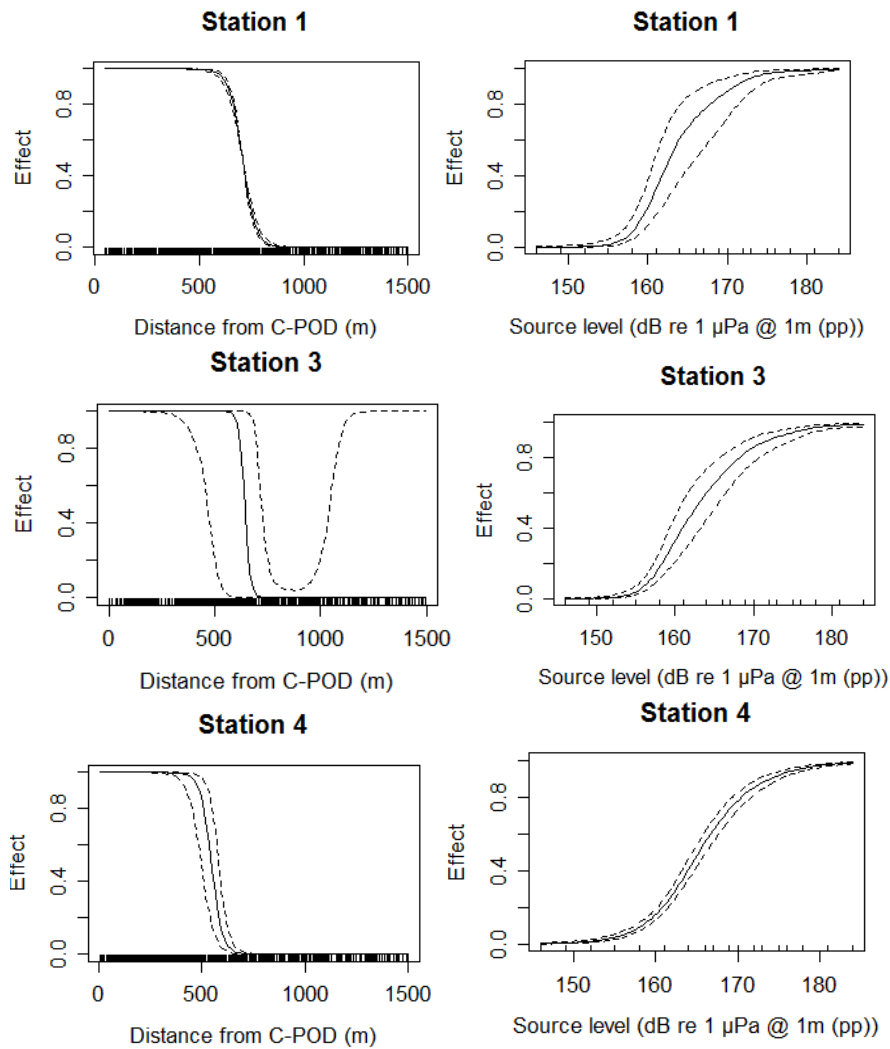 Station 1
Station 1
Effect
0.0 0.4 0.8
0 500 1000 1500
Distance from C-POD (m)
Effect
0.0 0.4 0.8
150 160 170 180
Source level (dB re 1 µPa @ 1m (pp))
Station 3
Station 3
Effect
0.0 0.4 0.8
0 500 1000 1500
Distance from C-POD (m)
Effect
0.0 0.4 0.8
150 160 170 180
Source level (dB re 1 µPa @ 1m (pp))
Station 4
Station 4
Effect
0.0 0.4 0.8
0 500 1000 1500
Distance from C-POD (m)
Effect
0.0 0.4 0.8
150 160 170 180
Source level (dB re 1 µPa @ 1m (pp))